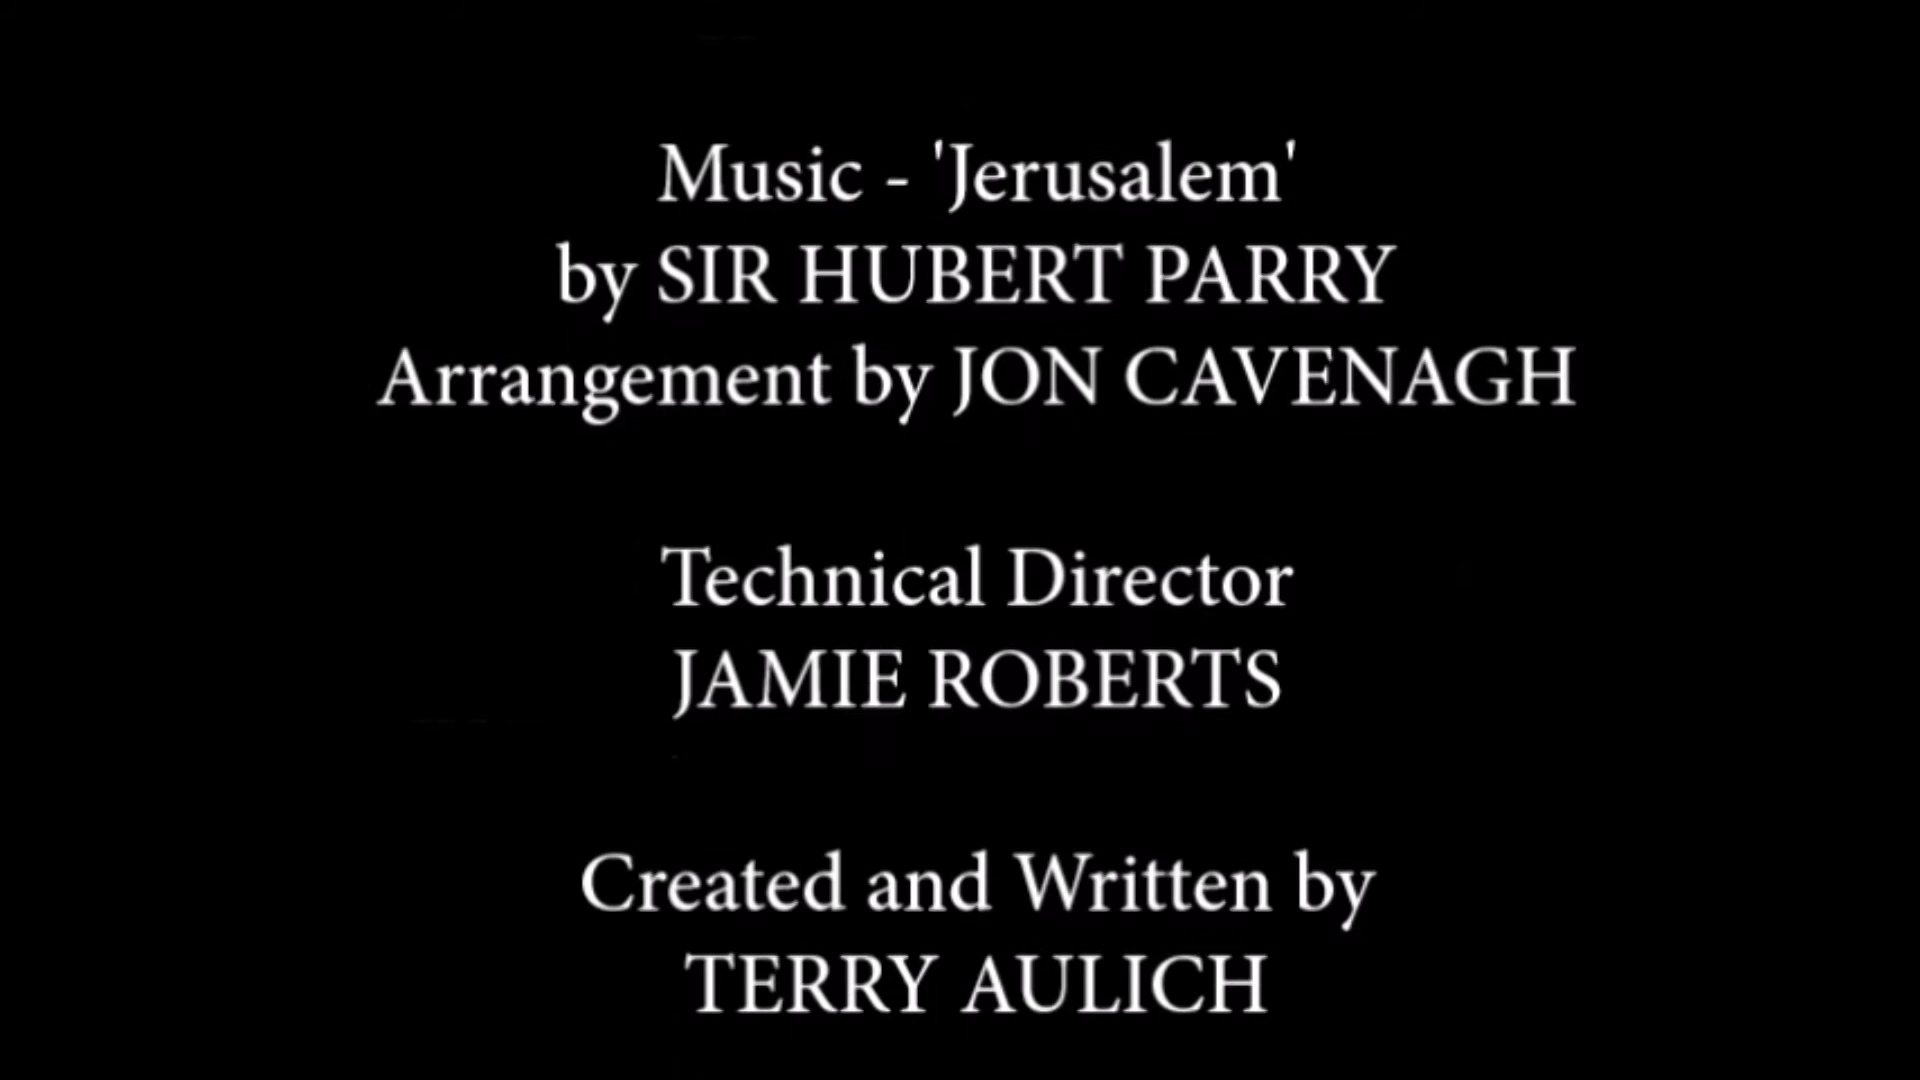 Music - 'Jerusalem'
by SIR HUBERT PARRY
Arrangement by JON CAVENAGH
Technical Director
JAMIE ROBERTS
Created and Written by
TERRY AULICH